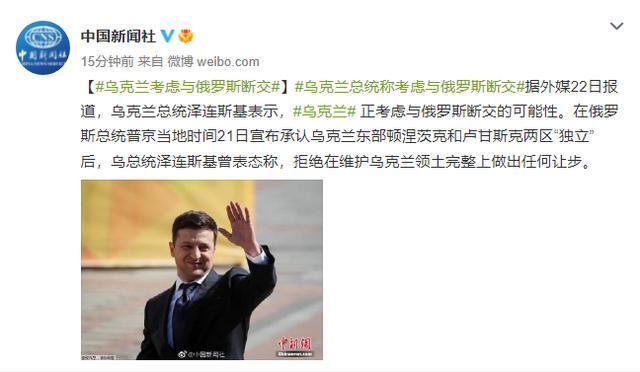 中国新闻社
15分钟前 来自 微博 weibo.com
【#乌克兰考虑与俄罗斯断交#】#乌克兰总统称考虑与俄罗斯断交#据外媒22日报
道，乌克兰总统泽连斯基表示，#乌克兰# 正考虑与俄罗斯断交的可能性。在俄
罗斯总统普京当地时间21日宣布承认乌克兰东部顿涅茨克和卢甘斯克两区“独立”
后，乌总统泽连斯基曾表态称，拒绝在维护乌克兰领土完整上做出任何让步。
CNS
中国新闻社
@中国新闻社
中新网